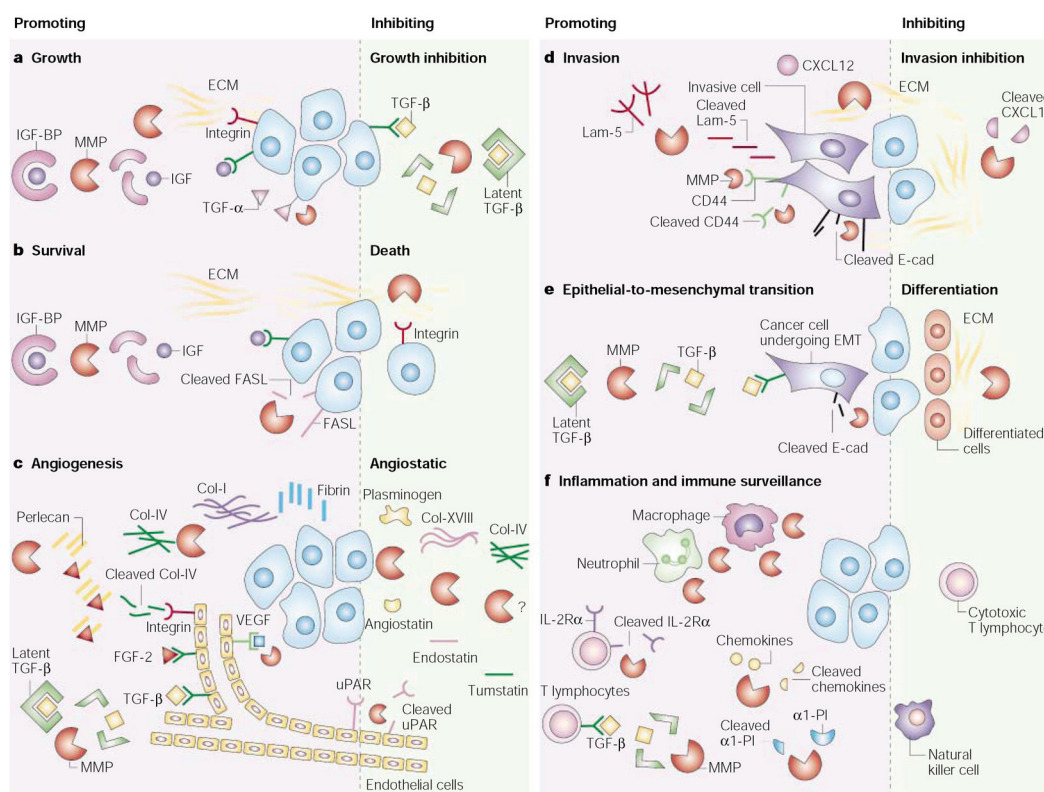 Promoting
Inhibiting
a Growth
Growth inhibition
ECM
TGF-β
IGF-BP
MMP
Integrin
IGF
TGF-α
Latent
TGF-β
b Survival
Death
ECM
IGF-BP
MMP
IGF
Integrin
Cleaved FASL
FASL
c Angiogenesis
Angiostatic
Col-I
Fibrin
Plasminogen
Perlecan
Col-IV
Col-XVIII
Col-IV
Cleaved Col-IV
?
Integrin
VEGF
Angiostatin
Latent
TGF-β
FGF-2
Endostatin
uPAR
Tumstatin
TGF-β
Cleaved
uPAR
MMP
Endothelial cells
Promoting
Inhibiting
d Invasion
Invasion inhibition
CXCL12
Invasive cell
ECM
Cleave
CXCL1
Cleaved
Lam-5
Lam-5
MMP
CD44
Cleaved CD44
Cleaved E-cad
e Epithelial-to-mesenchymal transition
Differentiation
Cancer cell
undergoing EMT
ECM
MMP
TGF-β
Latent
TGF-β
Cleaved E-cad
Differentiated
cells
f Inflammation and immune surveillance
Macrophage
Neutrophil
IL-2Rα
Cleaved IL-2Rα
Cytotoxic
T lymphocyt
Chemokines
Cleaved
chemokines
T lymphocytes
α1-PI
Cleaved
α1-PI
TGF-β
MMP
Natural
killer cell